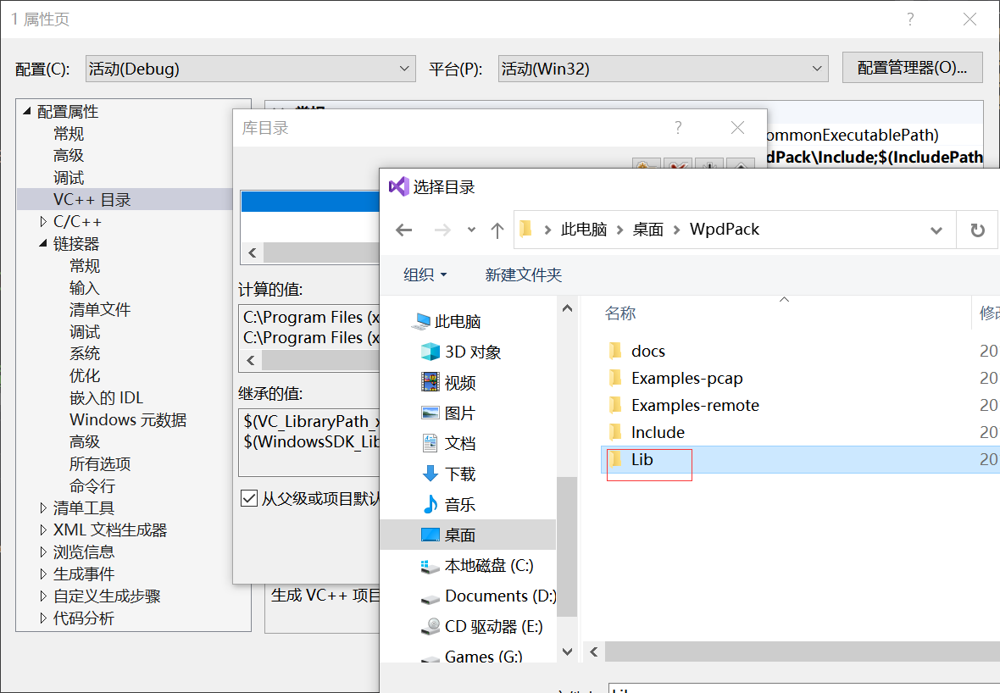 1 属性页
配置(C):
活动(Debug)
平台(P):
活动(Win32)
配置管理器(O)...
配置属性
常规
高级
调试
VC++ 目录
C/C++
链接器
常规
输入
清单文件
调试
系统
优化
嵌入的 IDL
Windows 元数据
高级
所有选项
命令行
清单工具
XML 文档生成器
浏览信息
生成事件
自定义生成步骤
代码分析
常规
ommonExecutablePath)
dPack\Include;$(IncludePath
生成 VC++ 项目
库目录
计算的值:
C:\Program Files (x
C:\Program Files (x
继承的值:
$(VC_LibraryPath_x
$(WindowsSDK_Lib
从父级或项目默认
选择目录
此电脑
桌面
WpdPack
组织
新建文件夹
此电脑
3D 对象
视频
图片
文档
下载
音乐
桌面
本地磁盘 (C:)
Documents (D:)
CD 驱动器 (E:)
Games (G:)
名称
修改
docs
20
Examples-pcap
20
Examples-remote
20
Include
20
Lib
20
Lib